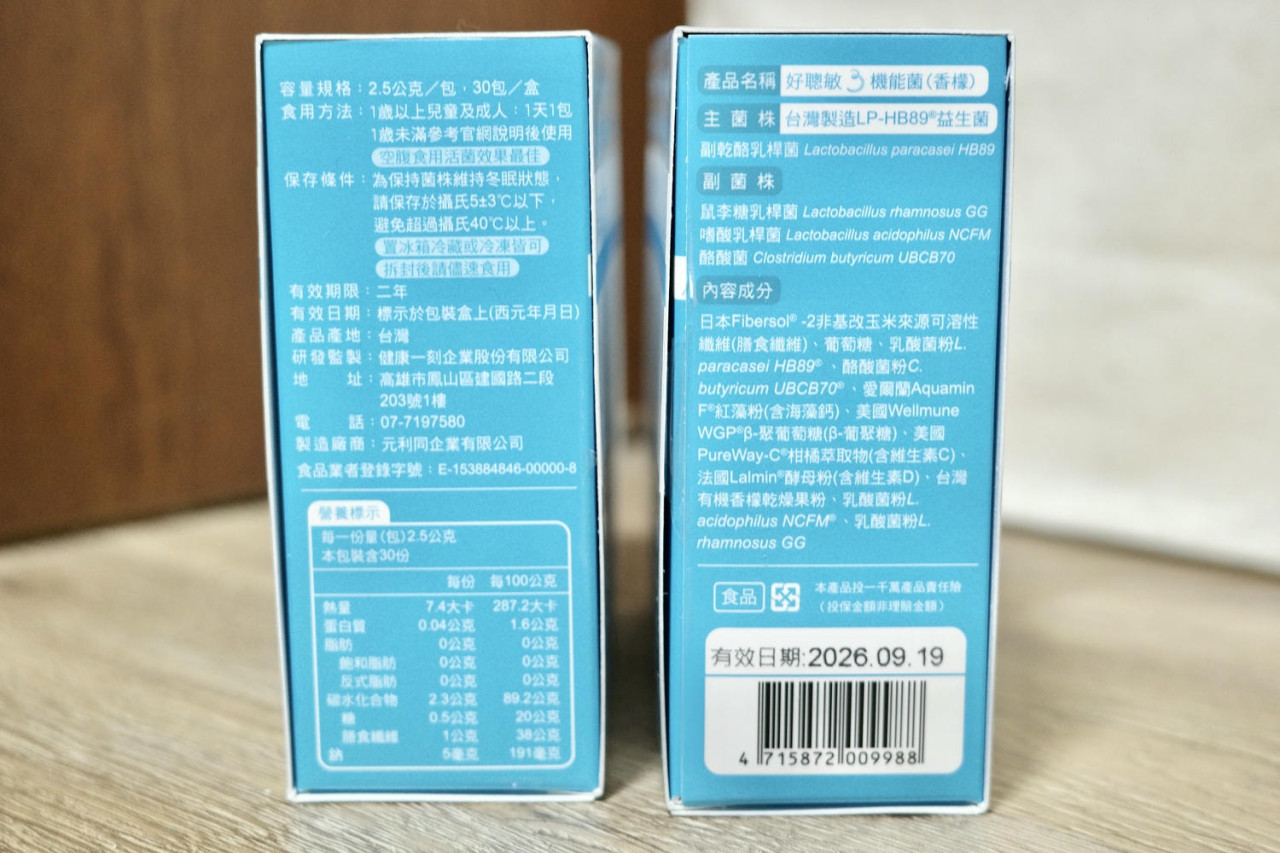 容量規格：2.5公克／包，30包／盒
食用方法：1歲以上兒童及成人：1天1包
1歲未滿參考官網說明後使用
空腹食用活菌效果最佳
保存條件：為保持菌株維持冬眠狀態，
請保存於攝氏5±3℃以下，
避免超過攝氏40℃以上。
置冰箱冷藏或冷凍皆可
拆封後請儘速食用
有效期限：二年
有效日期：標示於包裝盒上(西元年月日)
產品產地：台灣
研發監製：健康一刻企業股份有限公司
地　　址：高雄市鳳山區建國路二段
203號1樓
電　　話：07-7197580
製造廠商：元利同企業有限公司
食品業者登錄字號：E-153884846-00000-8
營養標示
每一份量(包)2.5公克
本包裝含30份
每份 每100公克
熱量 7.4大卡 287.2大卡
蛋白質 0.04公克 1.6公克
脂肪 0公克 0公克
飽和脂肪 0公克 0公克
反式脂肪 0公克 0公克
碳水化合物 2.3公克 89.2公克
糖 0.5公克 20公克
膳食纖維 1公克 38公克
鈉 5毫克 191毫克
產品名稱 好聰敏3機能菌(香檬)
主菌株 台灣製造LP-HB89®益生菌
副乾酪乳桿菌 Lactobacillus paracasei HB89
副菌株
鼠李糖乳桿菌 Lactobacillus rhamnosus GG
嗜酸乳桿菌 Lactobacillus acidophilus NCFM
酪酸菌 Clostridium butyricum UBCB70
內容成分
日本Fibersol® -2非基改玉米來源可溶性
纖維(膳食纖維)、葡萄糖、乳酸菌粉L.
paracasei HB89®、酪酸菌粉C.
butyricum UBCB70®、愛爾蘭Aquamin
F®紅藻粉(含海藻鈣)、美國Wellmune
WGP®β-聚葡萄糖(β-葡聚糖)、美國
PureWay-C®柑橘萃取物(含維生素C)、
法國Lalmin®酵母粉(含維生素D)、台灣
有機香檬乾燥果粉、乳酸菌粉L.
acidophilus NCFM®、乳酸菌粉L.
rhamnosus GG
食品
本產品投一千萬產品責任險
（投保金額非理賠金額）
有效日期:2026.09.19
4 715872 009988